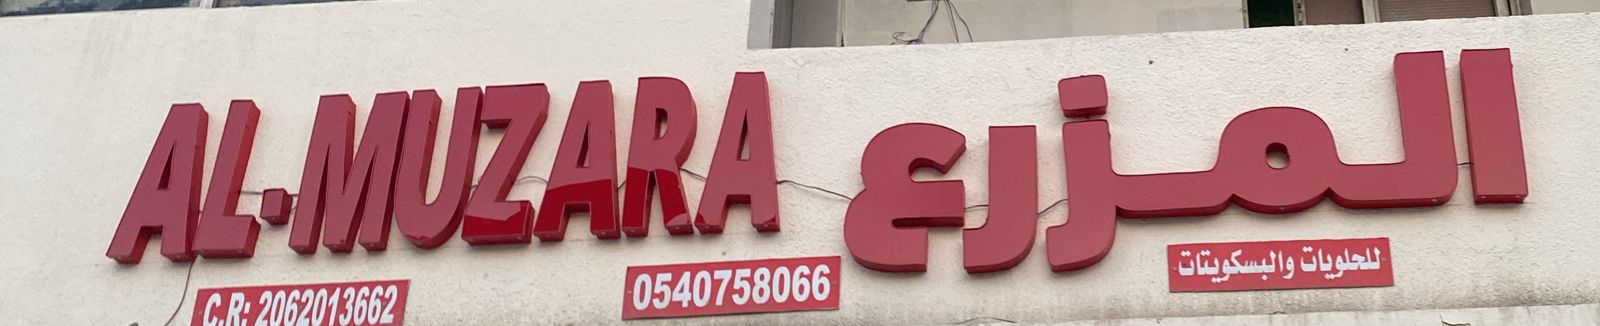 AL-MUZARA المزرع
للحلويات والبسكويتات
0540758066
C.R: 2062013662